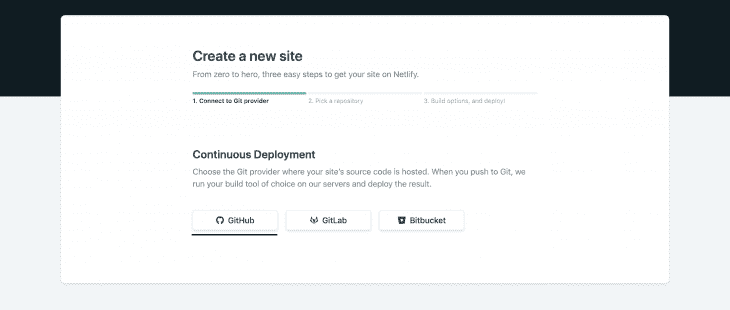 Create a new site
From zero to hero, three easy steps to get your site on Netlify.
1. Connect to Git provider
2. Pick a repository
3. Build options, and deploy!
Continuous Deployment
Choose the Git provider where your site's source code is hosted. When you push to Git, we
run your build tool of choice on our servers and deploy the result.
GitHub
GitLab
Bitbucket